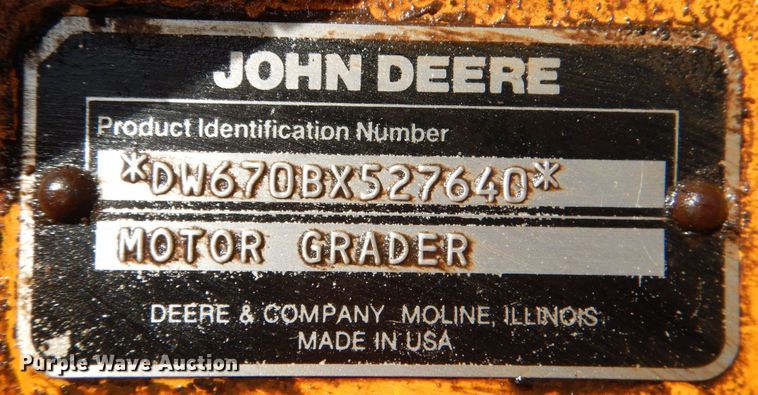 JOHN DEERE
Product Identification Number
*DW670BX527640*
MOTOR GRADER
DEERE & COMPANY MOLINE, ILLINOIS
MADE IN USA
Purple Wave Auction